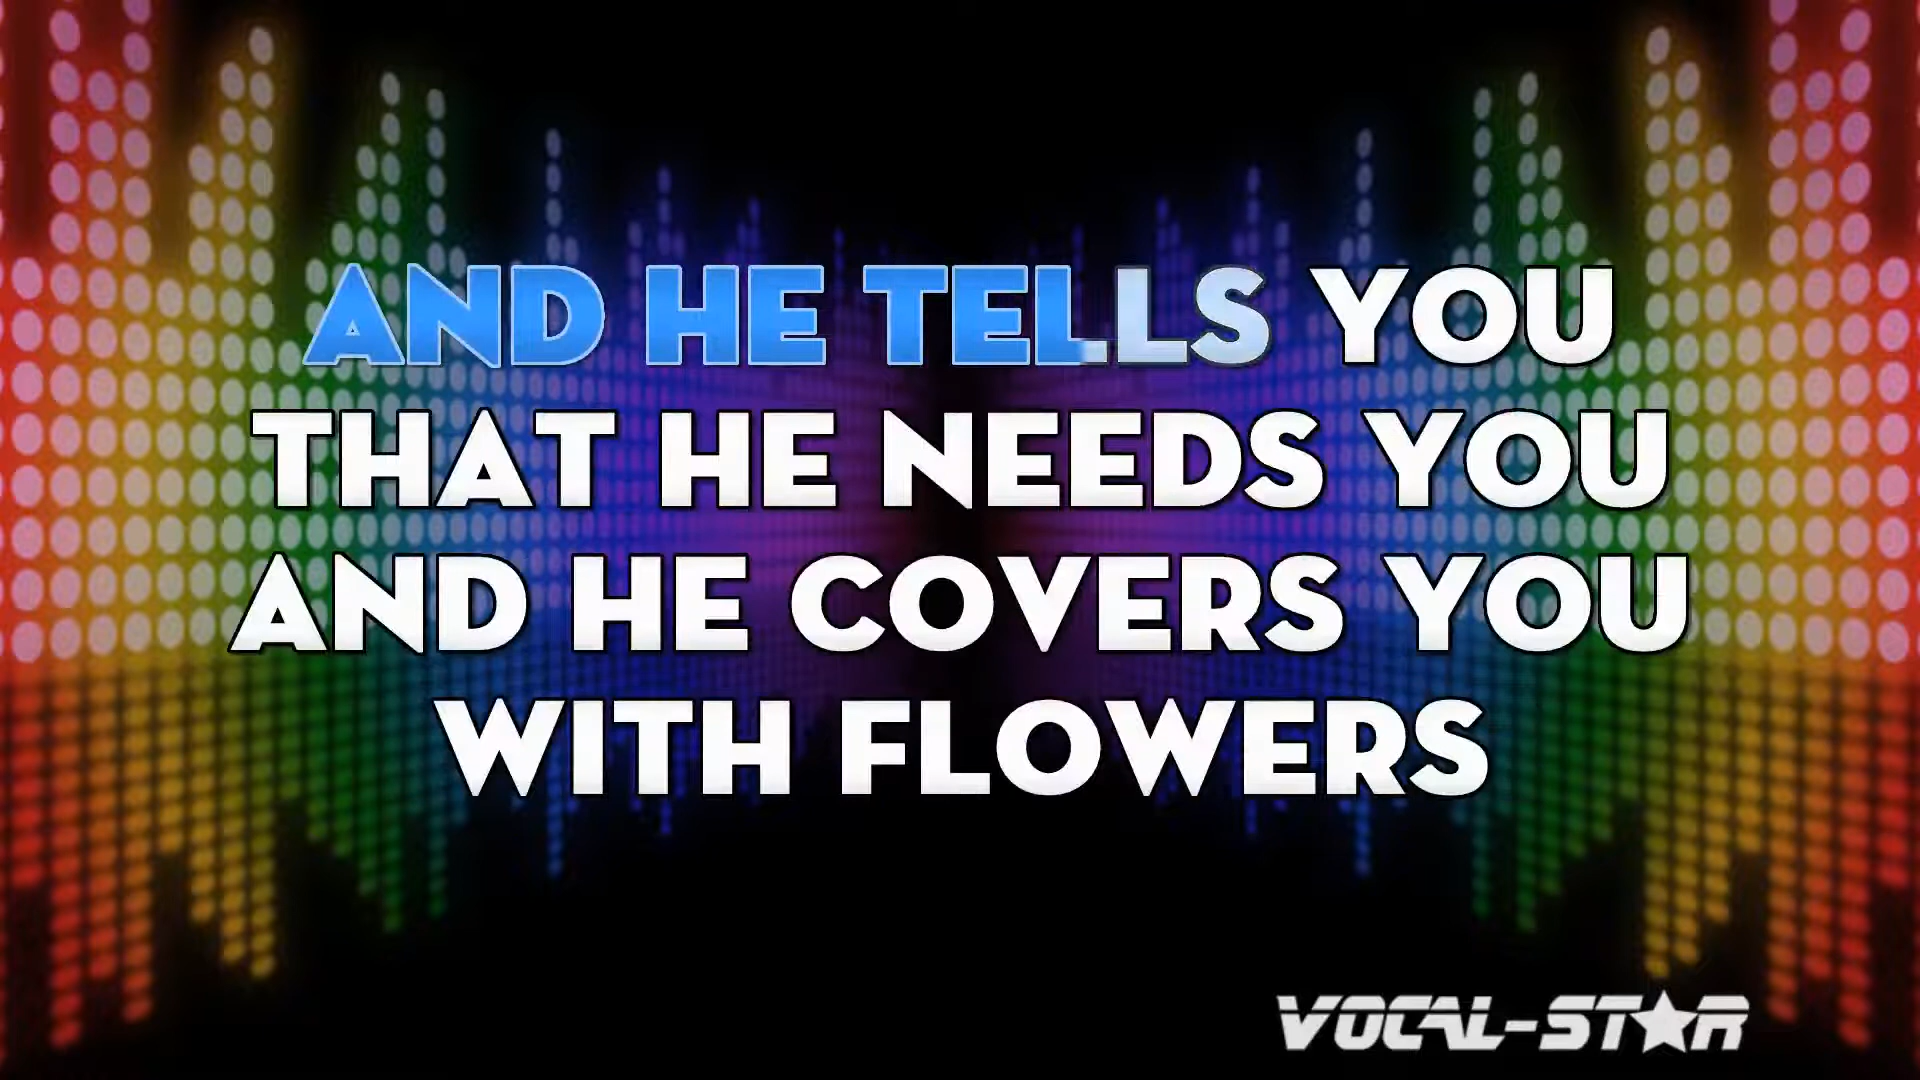 AND HE TELLS YOU
THAT HE NEEDS YOU
AND HE COVERS YOU
WITH FLOWERS
VOCAL-STAR